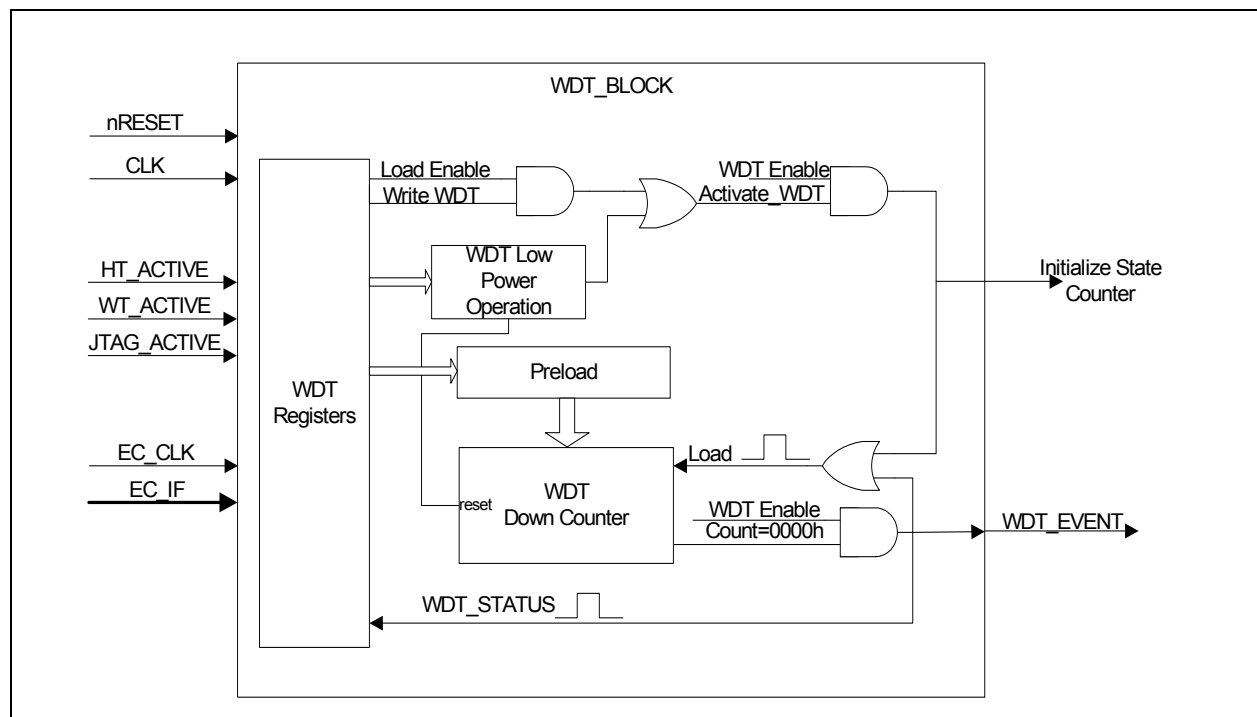 WDT_BLOCK
nRESET
CLK
HT_ACTIVE
WT_ACTIVE
JTAG_ACTIVE
EC_CLK
EC_IF
WDT
Registers
Load Enable
Write WDT
WDT Enable
Activate_WDT
WDT Low
Power
Operation
Initialize State
Counter
Preload
Load
reset
WDT
Down Counter
WDT Enable
Count=0000h
WDT_EVENT
WDT_STATUS